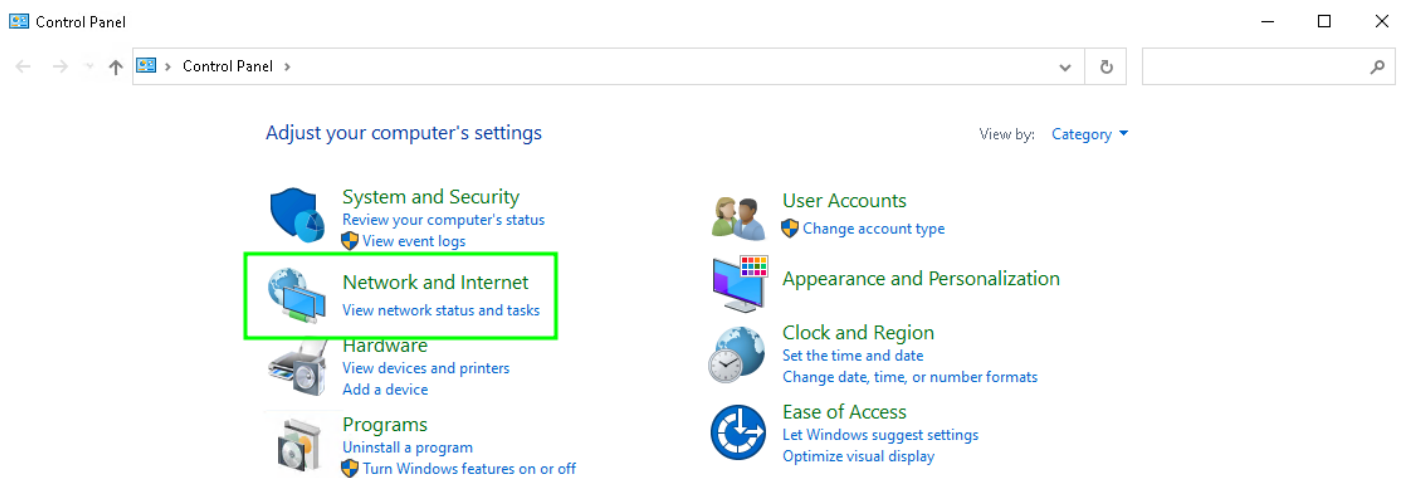 Control Panel
Control Panel
Adjust your computer's settings
View by: Category
System and Security
Review your computer's status
View event logs
Network and Internet
View network status and tasks
Hardware
View devices and printers
Add a device
Programs
Uninstall a program
Turn Windows features on or off
User Accounts
Change account type
Appearance and Personalization
Clock and Region
Set the time and date
Change date, time, or number formats
Ease of Access
Let Windows suggest settings
Optimize visual display